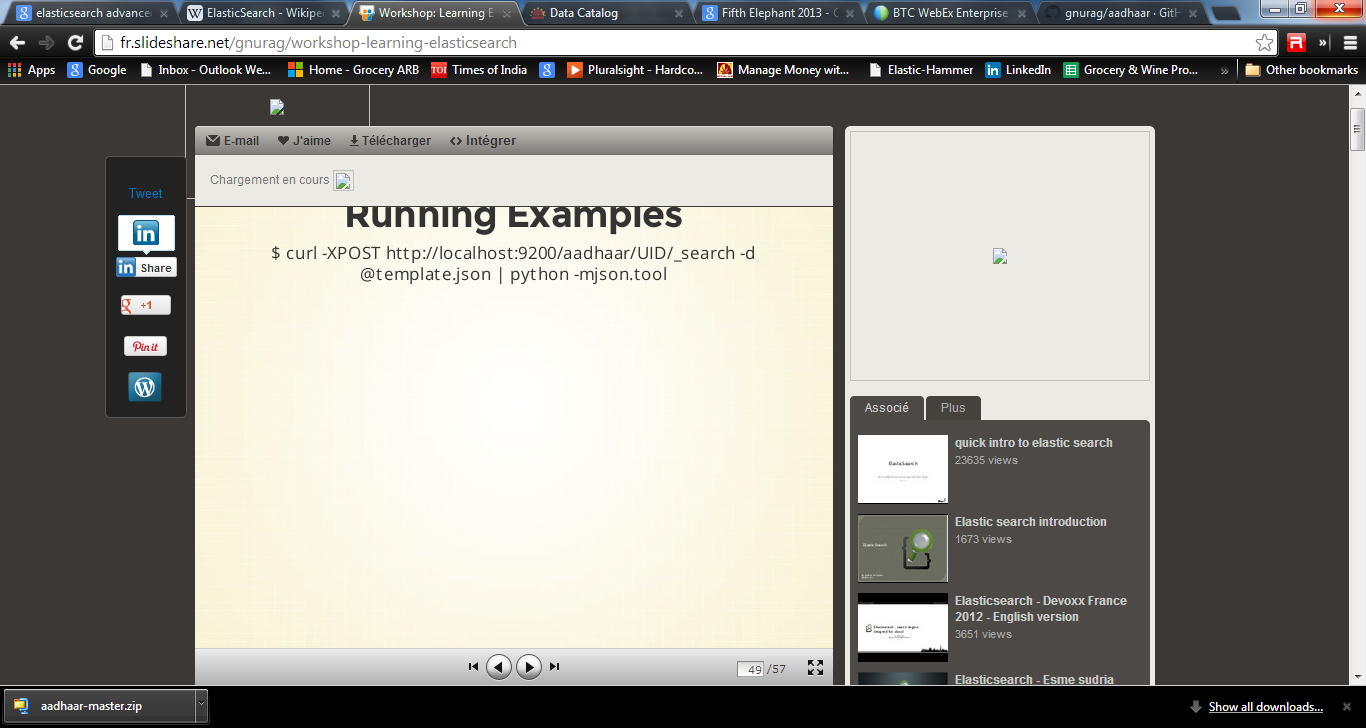 elasticsearch advance
ElasticSearch - Wikipe
Workshop: Learning E
Data Catalog
Fifth Elephant 2013 - G
BTC WebEx Enterprise
gnurag/aadhaar · GitH
fr.slideshare.net/gnurag/workshop-learning-elasticsearch
Apps
Google
Inbox - Outlook We...
Home - Grocery ARB
TOI Times of India
Pluralsight - Hardco...
Manage Money wit...
Elastic-Hammer
LinkedIn
Grocery & Wine Pro...
»
Other bookmarks
E-mail
J'aime
Télécharger
Intégrer
Chargement en cours
Tweet
in
in Share
+1
Pin it
Running Examples
$ curl -XPOST http://localhost:9200/aadhaar/UID/_search -d
@template.json | python -mjson.tool
49 /57
Associé
Plus
ElasticSearch
quick intro to elastic search
23635 views
Elastic search introduction
1673 views
Elasticsearch - Devoxx France
2012 - English version
3651 views
Elasticsearch - Esme sudria
aadhaar-master.zip
Show all downloads...